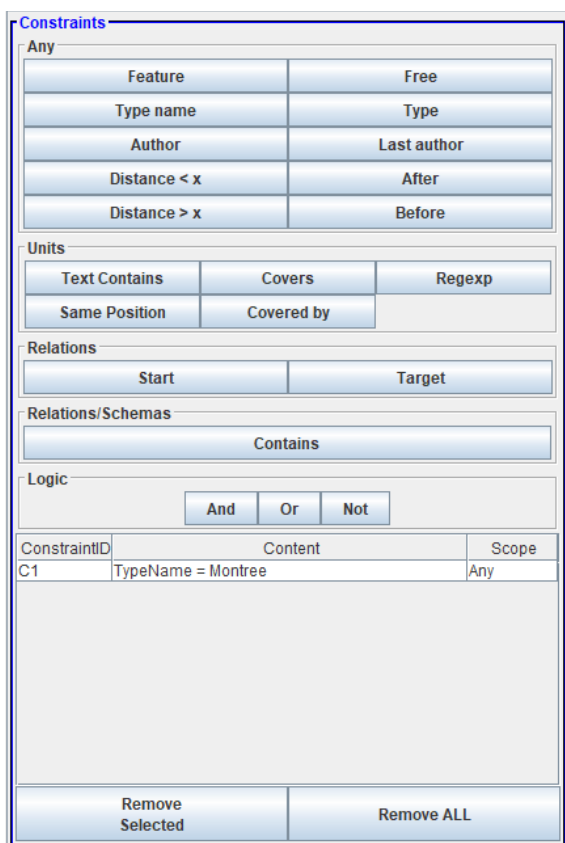 Constraints
Any
Feature Free
Type name Type
Author Last author
Distance < x After
Distance > x Before
Units
Text Contains Covers Regexp
Same Position Covered by
Relations
Start Target
Relations/Schemas
Contains
Logic
And Or Not
ConstraintID Content Scope
C1 TypeName = Montree Any
Remove
Selected
Remove ALL